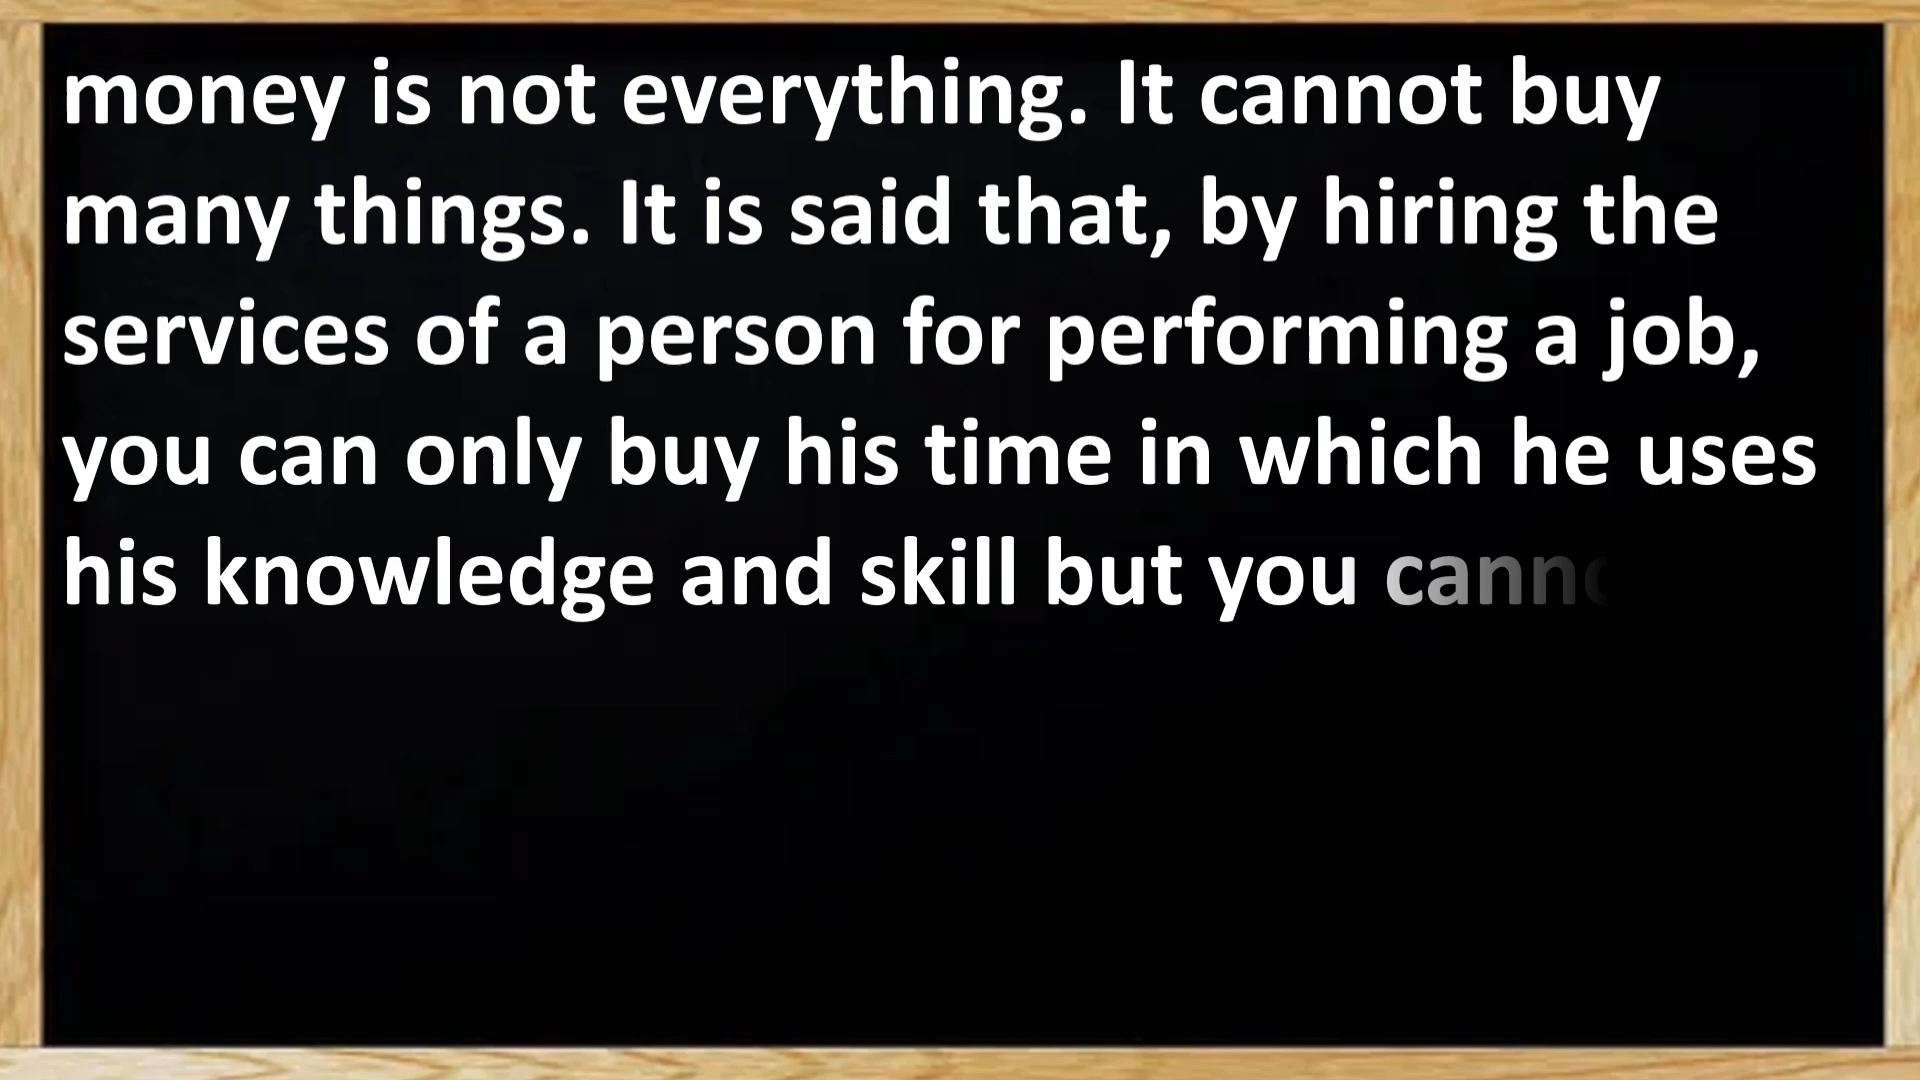 money is not everything. It cannot buy
many things. It is said that, by hiring the
services of a person for performing a job,
you can only buy his time in which he uses
his knowledge and skill but you